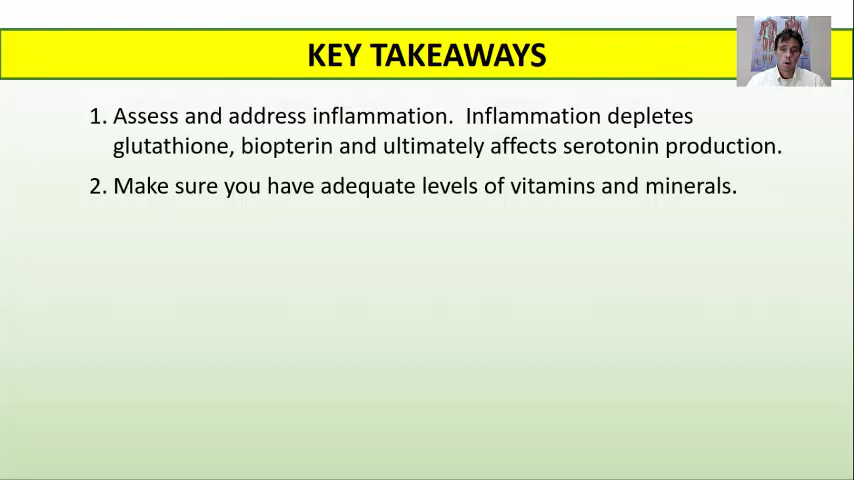 KEY TAKEAWAYS
1. Assess and address inflammation.  Inflammation depletes
glutathione, biopterin and ultimately affects serotonin production.
2. Make sure you have adequate levels of vitamins and minerals.